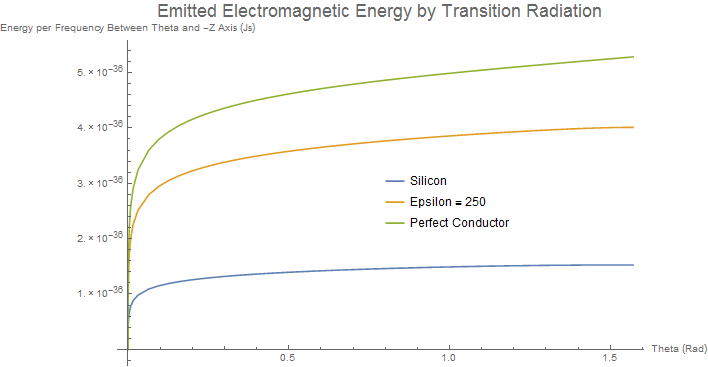 Emitted Electromagnetic Energy by Transition Radiation
Energy per Frequency Between Theta and -Z Axis (Js)
5. × 10^-36
4. × 10^-36
3. × 10^-36
2. × 10^-36
1. × 10^-36
Silicon
Epsilon = 250
Perfect Conductor
0.5
1.0
1.5
Theta (Rad)